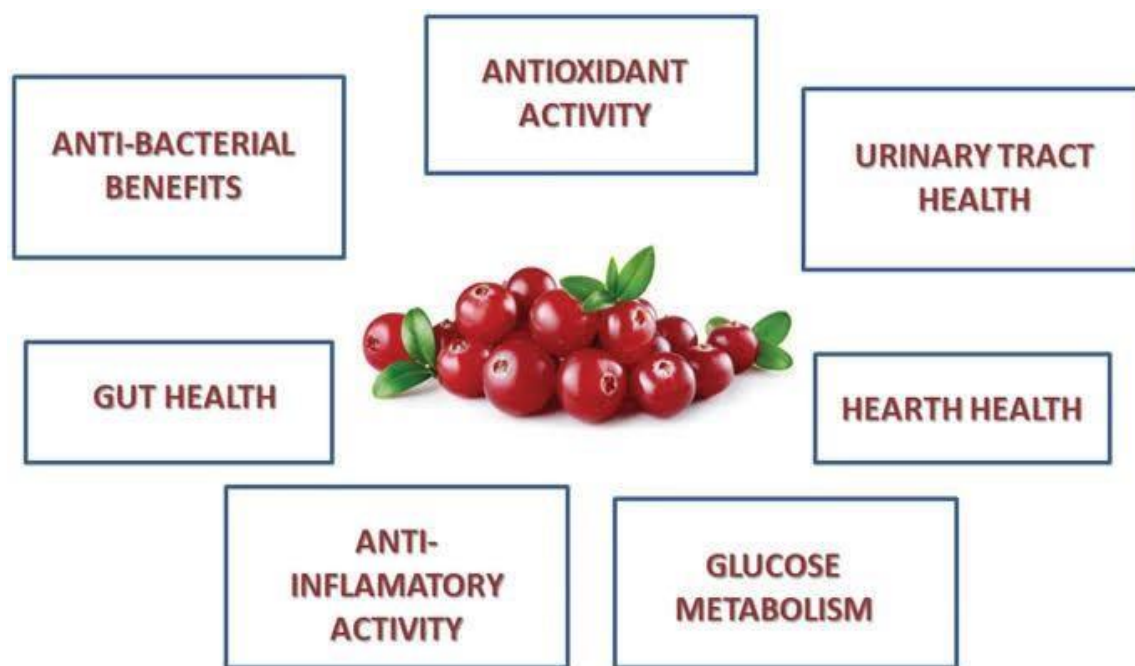 ANTIOXIDANT
ACTIVITY
ANTI-BACTERIAL
BENEFITS
URINARY TRACT
HEALTH
GUT HEALTH
HEARTH HEALTH
ANTI-
INFLAMATORY
ACTIVITY
GLUCOSE
METABOLISM